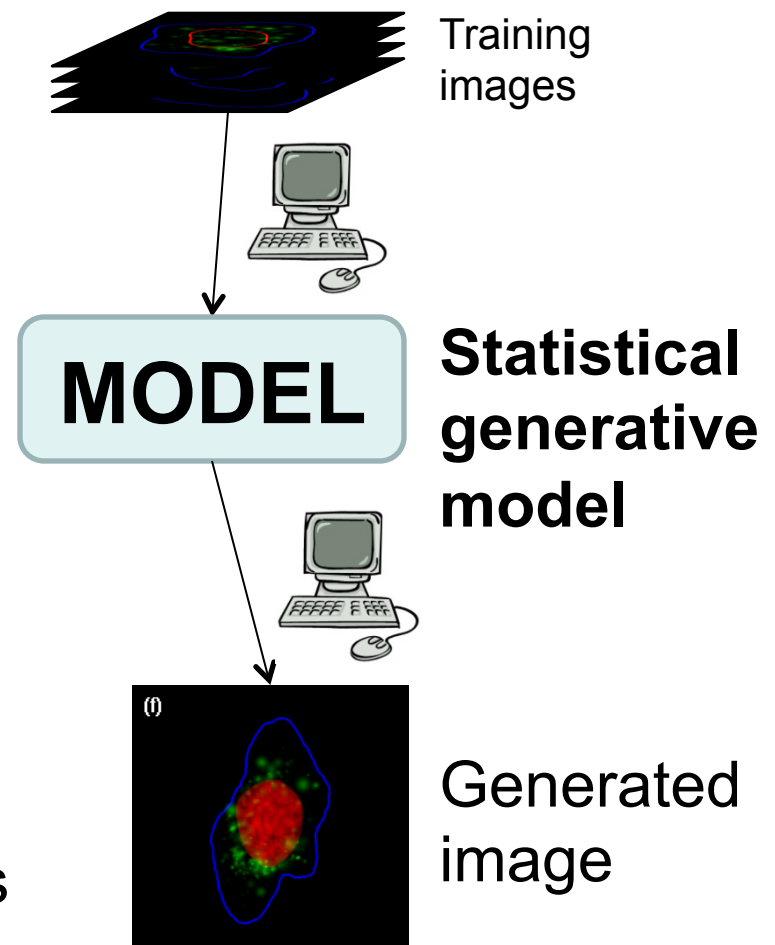 Training
images
MODEL
Statistical
generative
model
(f)
Generated
image
s